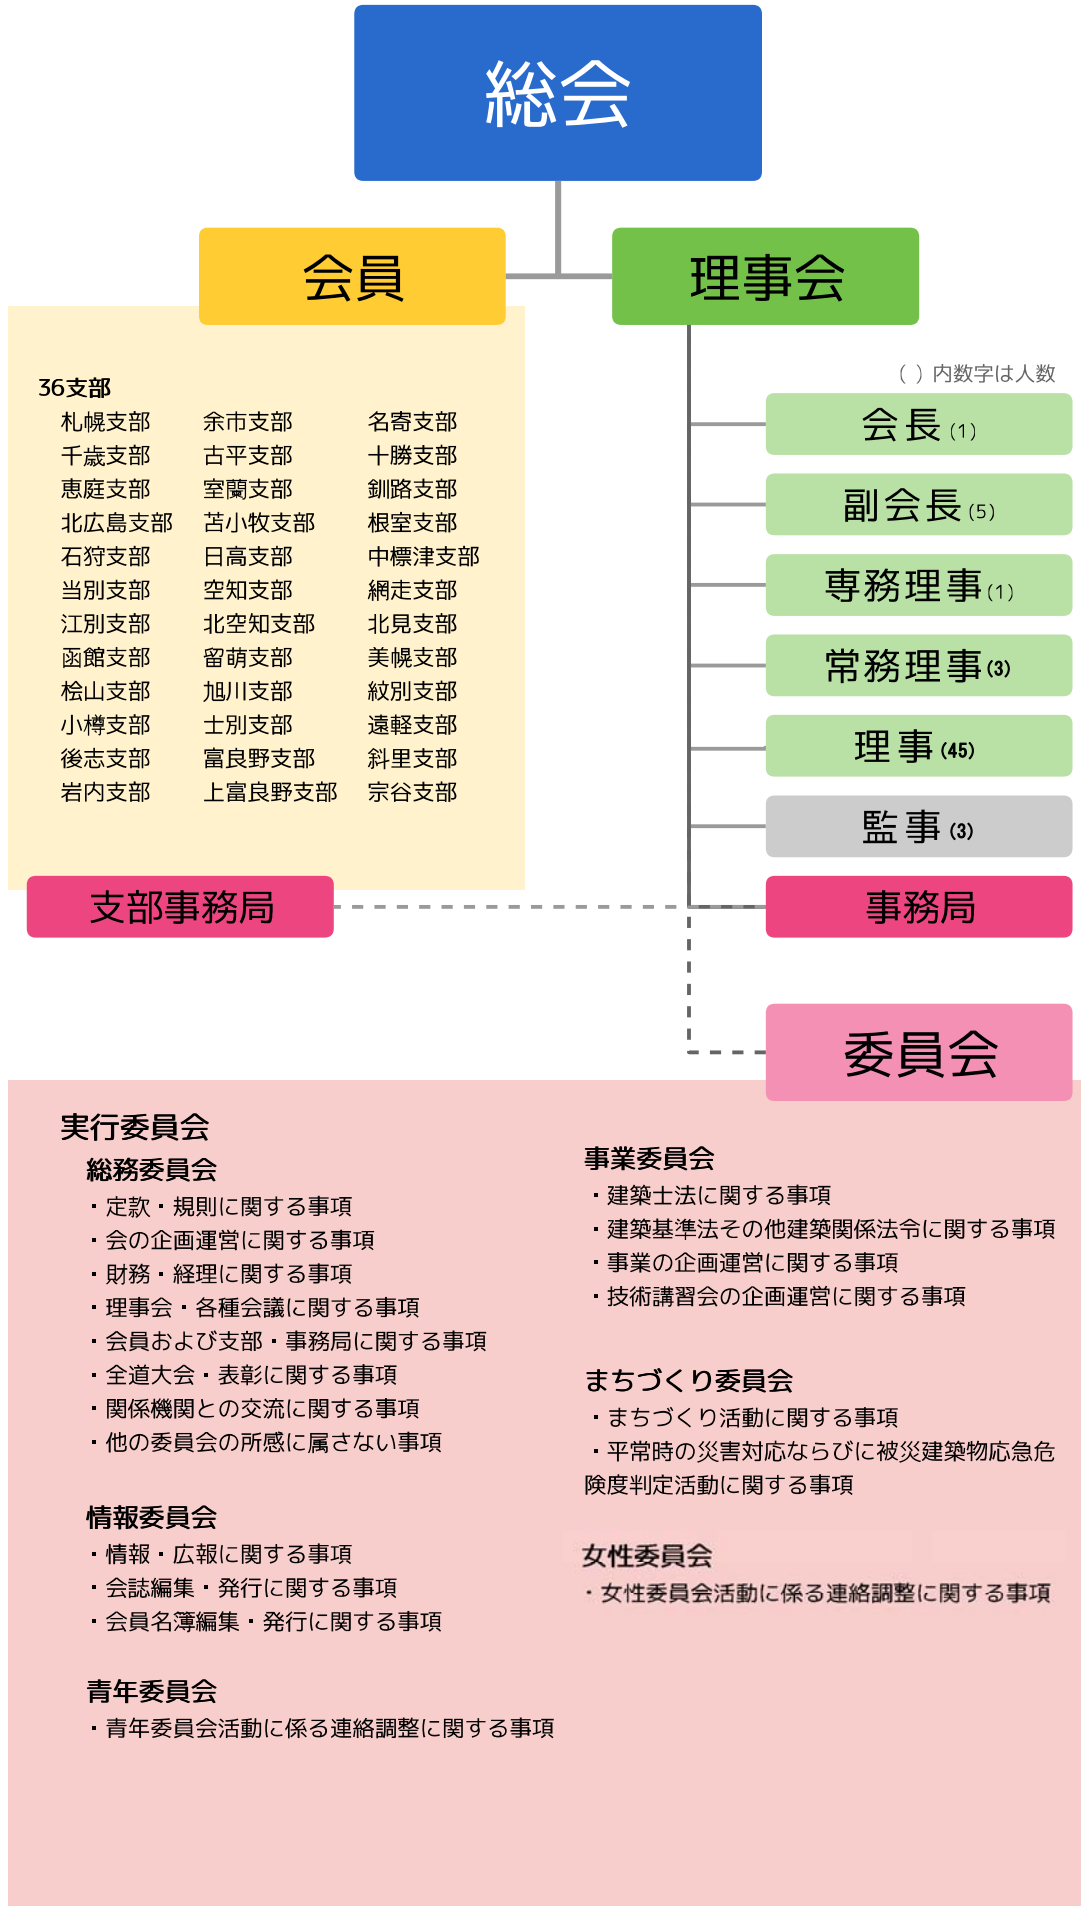 総会
会員
理事会
( ) 内数字は人数
36支部
札幌支部
千歳支部
恵庭支部
北広島支部
石狩支部
当別支部
江別支部
函館支部
桧山支部
小樽支部
後志支部
岩内支部
余市支部
古平支部
室蘭支部
苫小牧支部
日高支部
空知支部
北空知支部
留萌支部
旭川支部
士別支部
富良野支部
上富良野支部
名寄支部
十勝支部
釧路支部
根室支部
中標津支部
網走支部
北見支部
美幌支部
紋別支部
遠軽支部
斜里支部
宗谷支部
会長(1)
副会長(5)
専務理事(1)
常務理事(3)
理事(45)
監事(3)
支部事務局
事務局
委員会
実行委員会
総務委員会
・定款・規則に関する事項
・会の企画運営に関する事項
・財務・経理に関する事項
・理事会・各種会議に関する事項
・会員および支部・事務局に関する事項
・全道大会・表彰に関する事項
・関係機関との交流に関する事項
・他の委員会の所感に属さない事項
情報委員会
・情報・広報に関する事項
・会誌編集・発行に関する事項
・会員名簿編集・発行に関する事項
青年委員会
・青年委員会活動に係る連絡調整に関する事項
事業委員会
・建築士法に関する事項
・建築基準法その他建築関係法令に関する事項
・事業の企画運営に関する事項
・技術講習会の企画運営に関する事項
まちづくり委員会
・まちづくり活動に関する事項
・平常時の災害対応ならびに被災建築物応急危
険度判定活動に関する事項
女性委員会
・女性委員会活動に係る連絡調整に関する事項